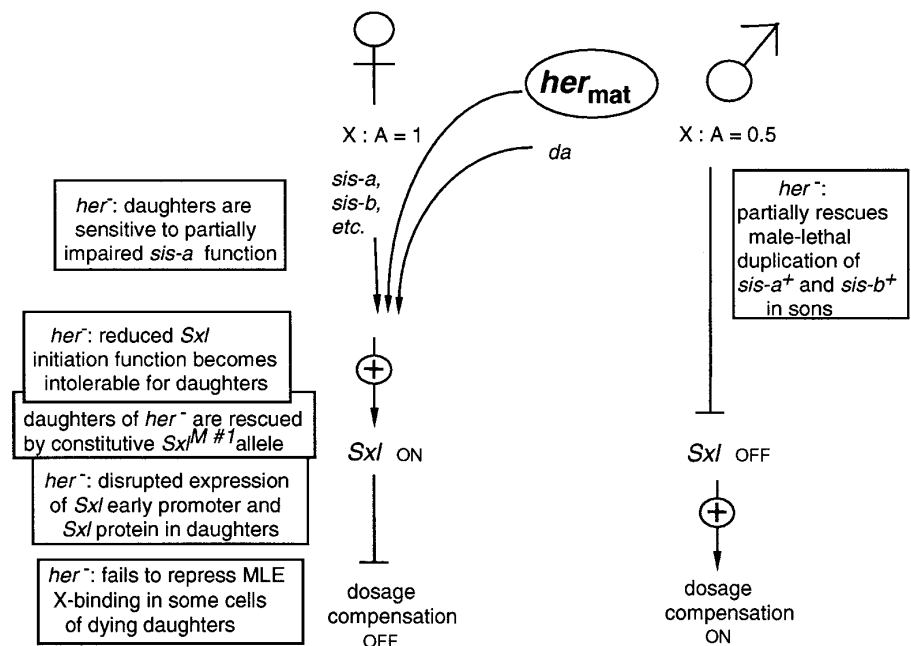 her mat
X : A = 1
X : A = 0.5
da
sis-a,
sis-b,
etc.
her⁻: daughters are
sensitive to partially
impaired sis-a function
her⁻:
partially rescues
male-lethal
duplication of
sis-a⁺ and sis-b⁺
in sons
her⁻: reduced Sxl
initiation function becomes
intolerable for daughters
+
daughters of her⁻ are rescued
by constitutive Sxl^M #1 allele
Sxl ON
Sxl OFF
her⁻: disrupted expression
of Sxl early promoter and
Sxl protein in daughters
+
her⁻: fails to repress MLE
X-binding in some cells
of dying daughters
dosage
compensation
OFF
dosage
compensation
ON